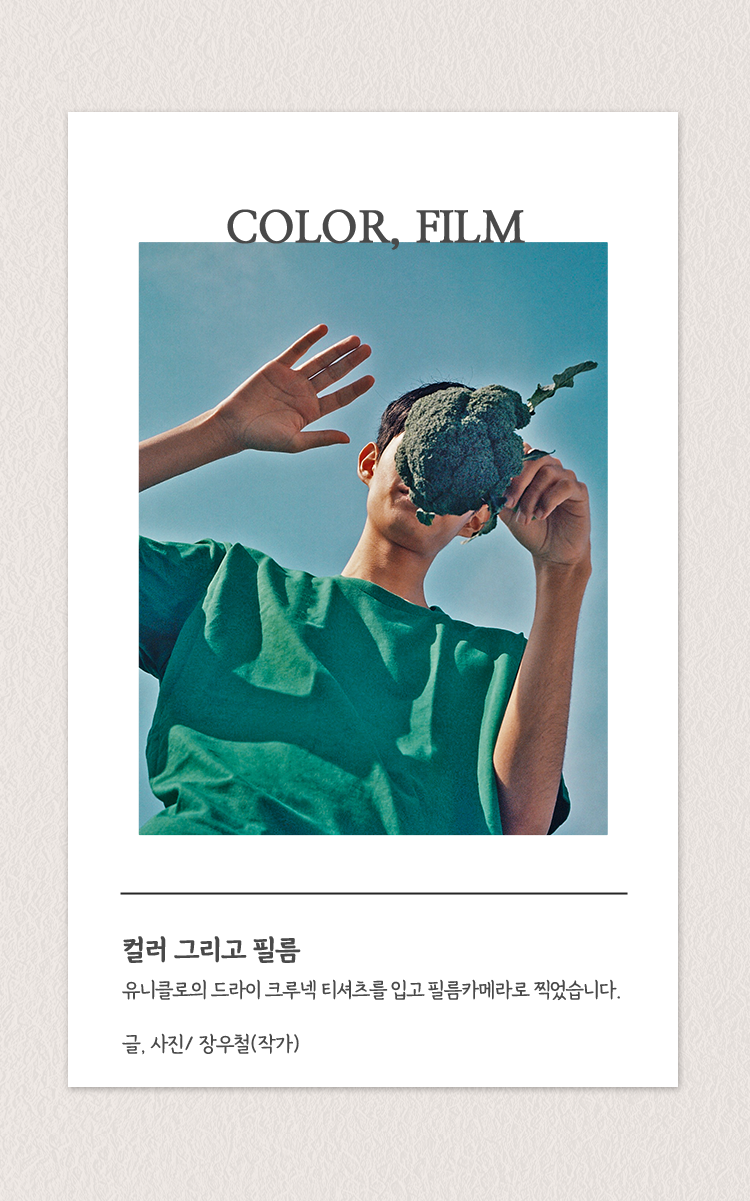 COLOR, FILM
컬러 그리고 필름
유니클로의 드라이 크루넥 티셔츠를 입고 필름카메라로 찍었습니다.
글, 사진/ 장우철(작가)